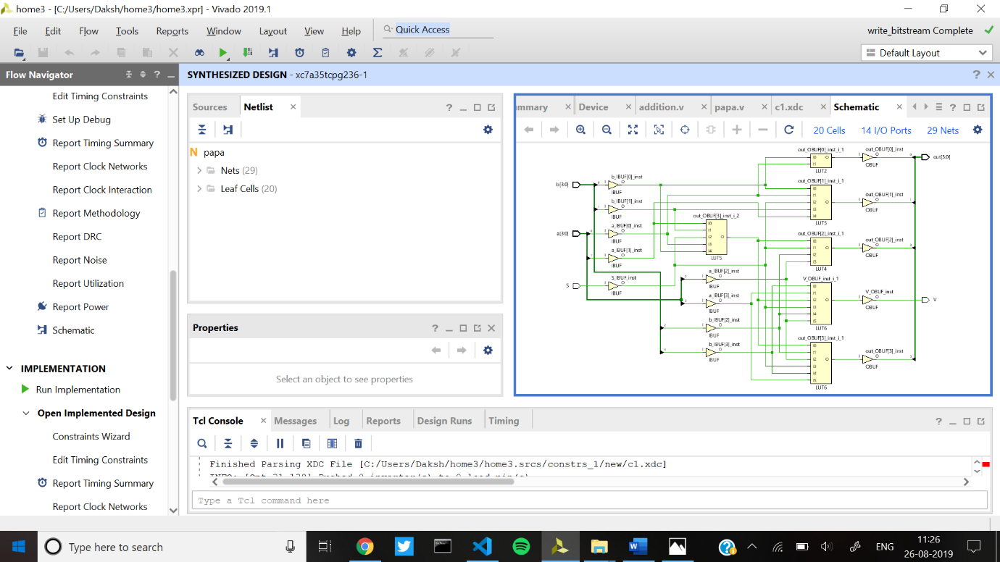 home3 - [C:/Users/Daksh/home3/home3.xpr] - Vivado 2019.1
File Edit Flow Tools Reports Window Layout View Help Quick Access
write_bitstream Complete
Default Layout
Flow Navigator
SYNTHESIZED DESIGN - xc7a35tcpg236-1
Edit Timing Constraints
Set Up Debug
Report Timing Summary
Report Clock Networks
Report Clock Interaction
Report Methodology
Report DRC
Report Noise
Report Utilization
Report Power
Schematic
IMPLEMENTATION
Run Implementation
Open Implemented Design
Constraints Wizard
Edit Timing Constraints
Report Timing Summary
Report Clock Networks
Sources Netlist
N papa
Nets (29)
Leaf Cells (20)
Properties
Select an object to see properties
mmary Device addition.v papa.v c1.xdc Schematic
20 Cells 14 I/O Ports 29 Nets
b[3:0]
a[3:0]
S
b_IBUF[0]_inst
IBUF
b_IBUF[1]_inst
IBUF
a_IBUF[0]_inst
IBUF
a_IBUF[1]_inst
IBUF
S_IBUF_inst
IBUF
out_OBUF[3]_inst_i_2
I0
I1
I2
I3
I4
O
LUT5
a_IBUF[2]_inst
IBUF
a_IBUF[3]_inst
IBUF
b_IBUF[2]_inst
IBUF
b_IBUF[3]_inst
IBUF
out_OBUF[0]_inst_i_1
I0
I1
O
LUT2
out_OBUF[1]_inst_i_1
I0
I1
I2
I3
I4
O
LUT5
out_OBUF[2]_inst_i_1
I0
I1
I2
I3
O
LUT4
V_OBUF_inst_i_1
I0
I1
I2
I3
I4
I5
O
LUT6
out_OBUF[3]_inst_i_1
I0
I1
I2
I3
I4
I5
O
LUT6
out_OBUF[0]_inst
OBUF
out_OBUF[1]_inst
OBUF
out_OBUF[2]_inst
OBUF
V_OBUF_inst
OBUF
out_OBUF[3]_inst
OBUF
out[3:0]
V
Tcl Console Messages Log Reports Design Runs Timing
Finished Parsing XDC File [C:/Users/Daksh/home3/home3.srcs/constrs_1/new/c1.xdc]
Type a Tcl command here
Type here to search
ENG
11:26
26-08-2019